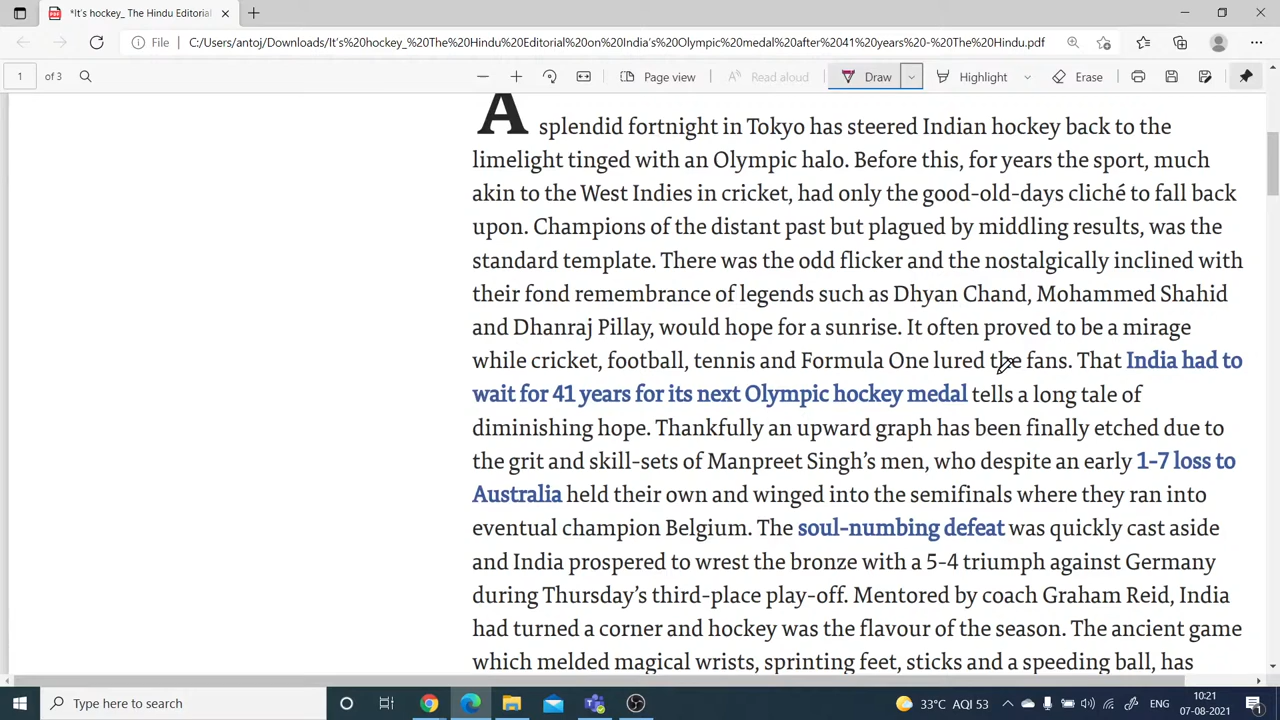 *It's hockey_ The Hindu Editorial
File
C:/Users/antoj/Downloads/It's%20hockey_%20The%20Hindu%20Editorial%20on%20India's%20Olympic%20medal%20after%2041%20years%20-%20The%20Hindu.pdf
1 of 3
Page view
Read aloud
Draw
Highlight
Erase
A splendid fortnight in Tokyo has steered Indian hockey back to the
limelight tinged with an Olympic halo. Before this, for years the sport, much
akin to the West Indies in cricket, had only the good-old-days cliché to fall back
upon. Champions of the distant past but plagued by middling results, was the
standard template. There was the odd flicker and the nostalgically inclined with
their fond remembrance of legends such as Dhyan Chand, Mohammed Shahid
and Dhanraj Pillay, would hope for a sunrise. It often proved to be a mirage
while cricket, football, tennis and Formula One lured the fans. That India had to
wait for 41 years for its next Olympic hockey medal tells a long tale of
diminishing hope. Thankfully an upward graph has been finally etched due to
the grit and skill-sets of Manpreet Singh's men, who despite an early 1-7 loss to
Australia held their own and winged into the semifinals where they ran into
eventual champion Belgium. The soul-numbing defeat was quickly cast aside
and India prospered to wrest the bronze with a 5-4 triumph against Germany
during Thursday's third-place play-off. Mentored by coach Graham Reid, India
had turned a corner and hockey was the flavour of the season. The ancient game
which melded magical wrists, sprinting feet, sticks and a speeding ball, has
Type here to search
33°C AQI 53
ENG
10:21
07-08-2021
1